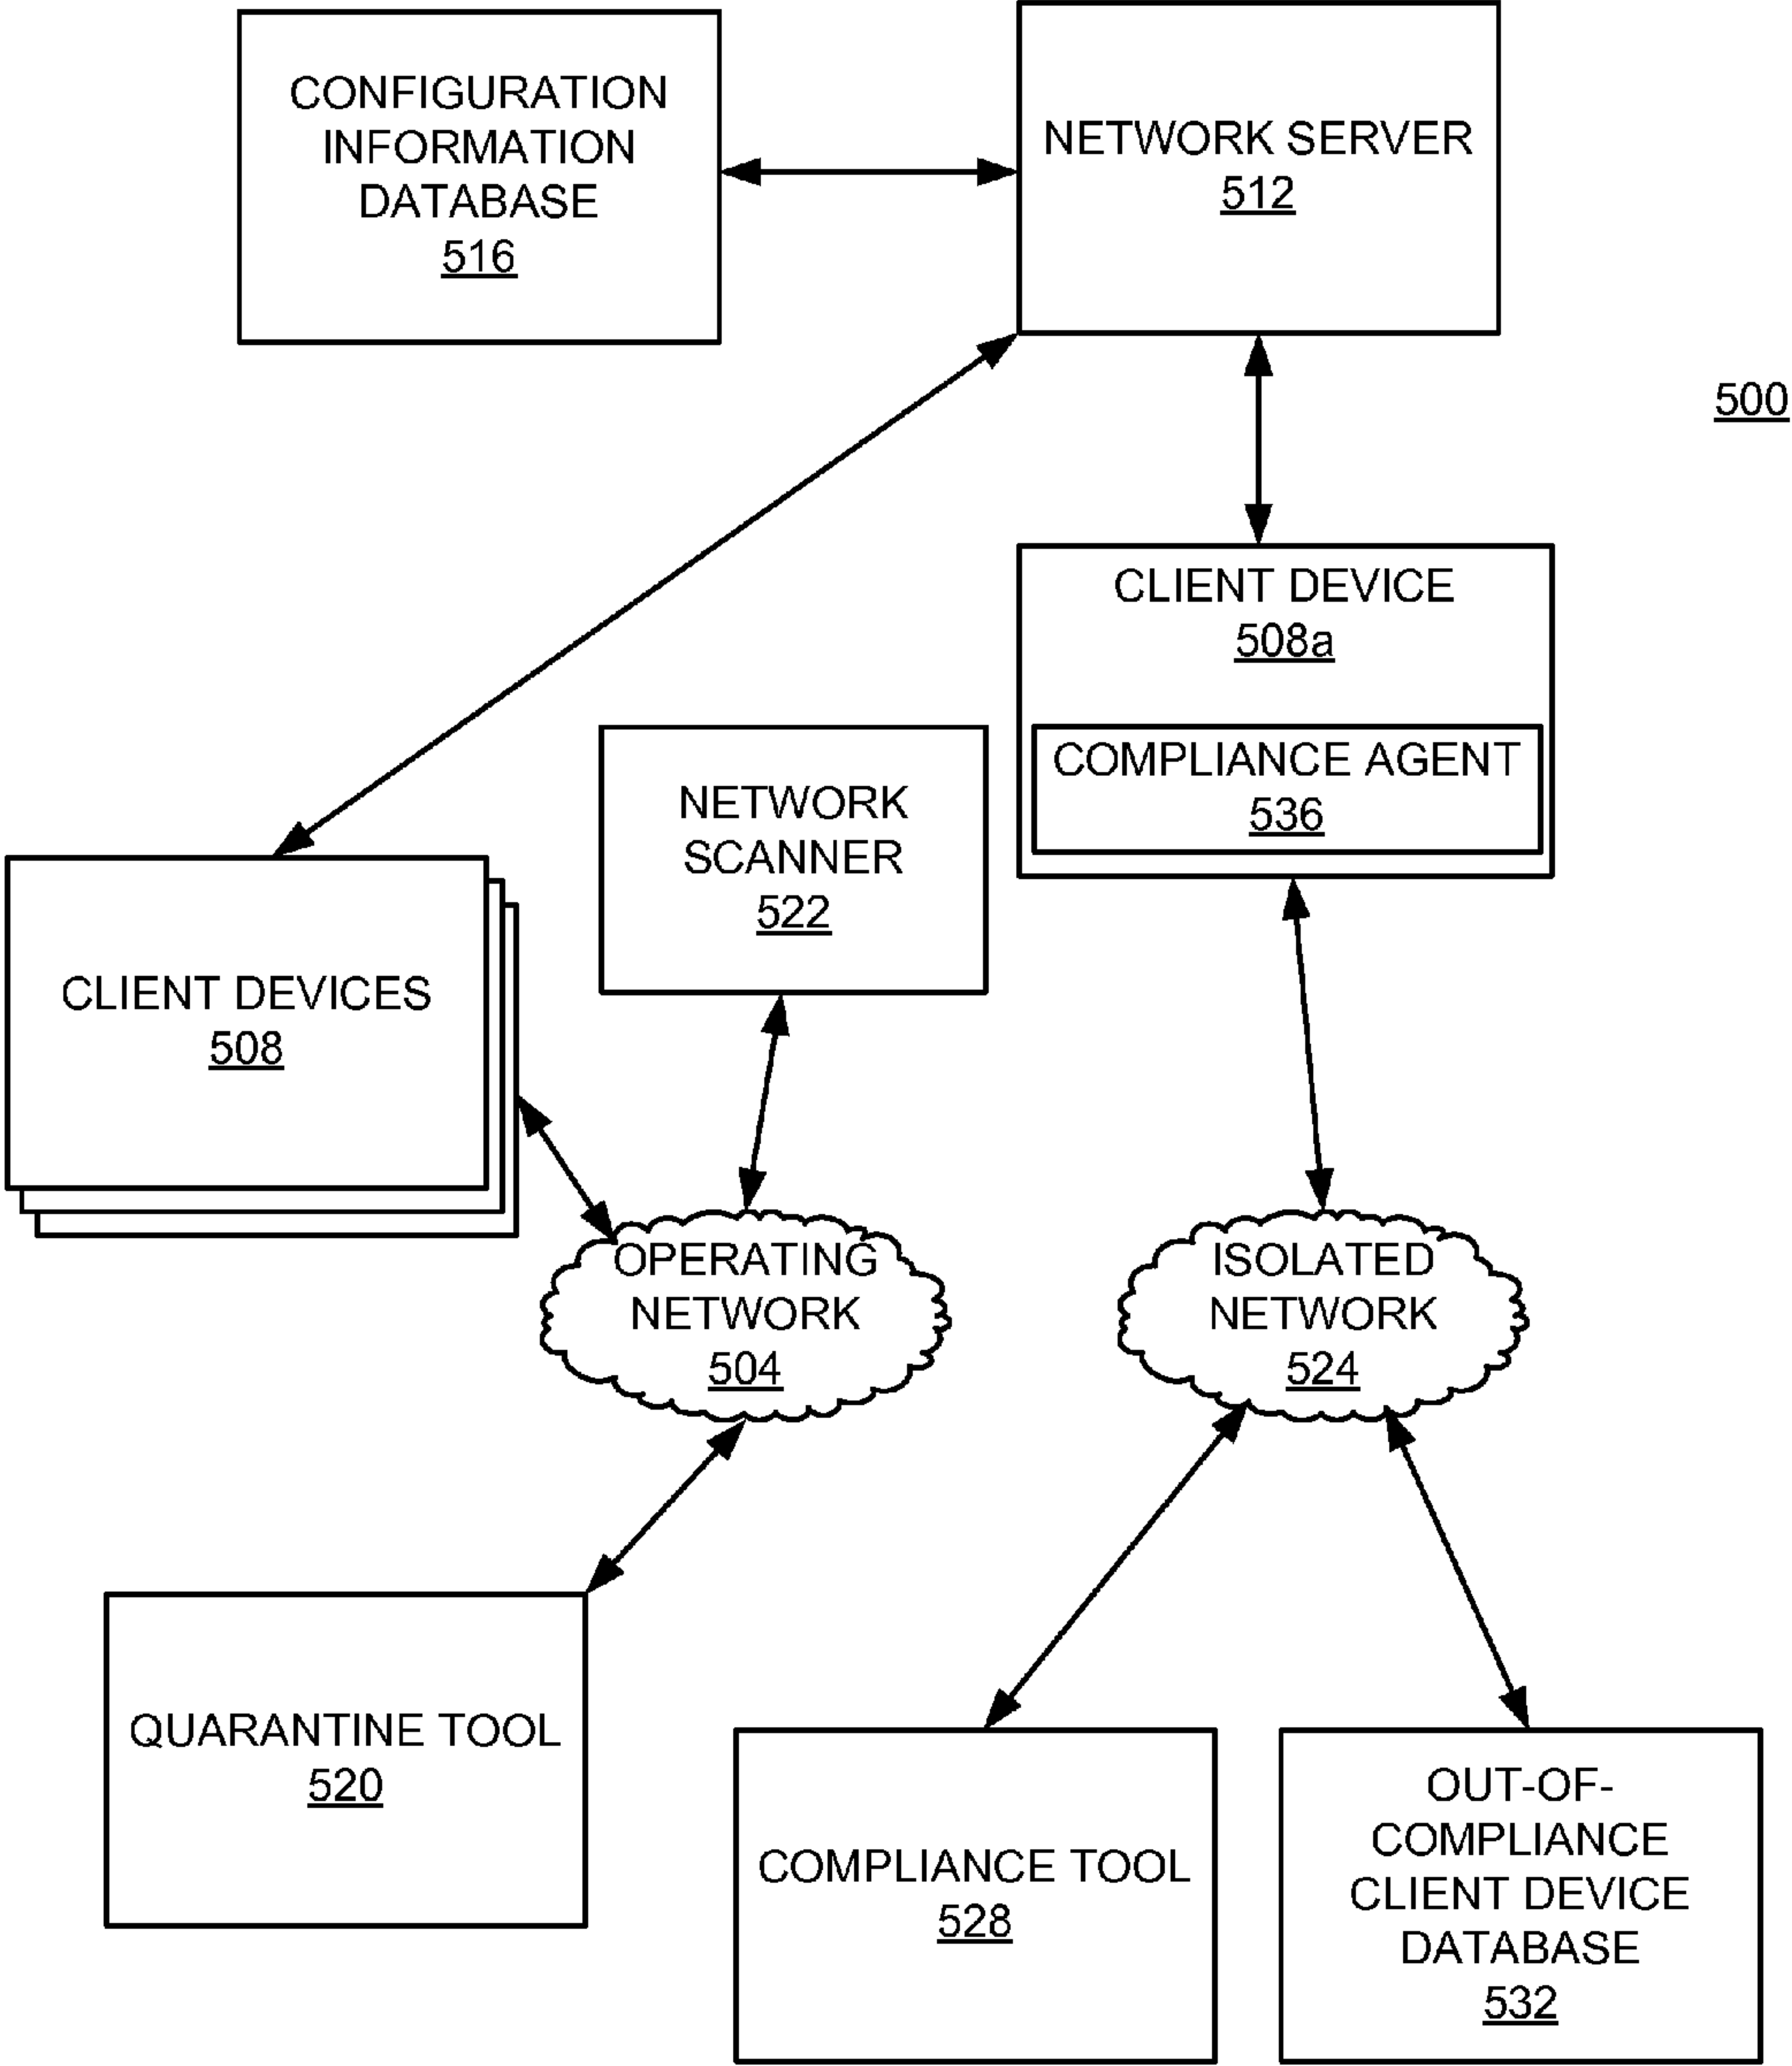 CONFIGURATION
INFORMATION
DATABASE
516
NETWORK SERVER
512
500
CLIENT DEVICE
508a
COMPLIANCE AGENT
536
NETWORK
SCANNER
522
CLIENT DEVICES
508
OPERATING
NETWORK
504
ISOLATED
NETWORK
524
QUARANTINE TOOL
520
COMPLIANCE TOOL
528
OUT-OF-
COMPLIANCE
CLIENT DEVICE
DATABASE
532